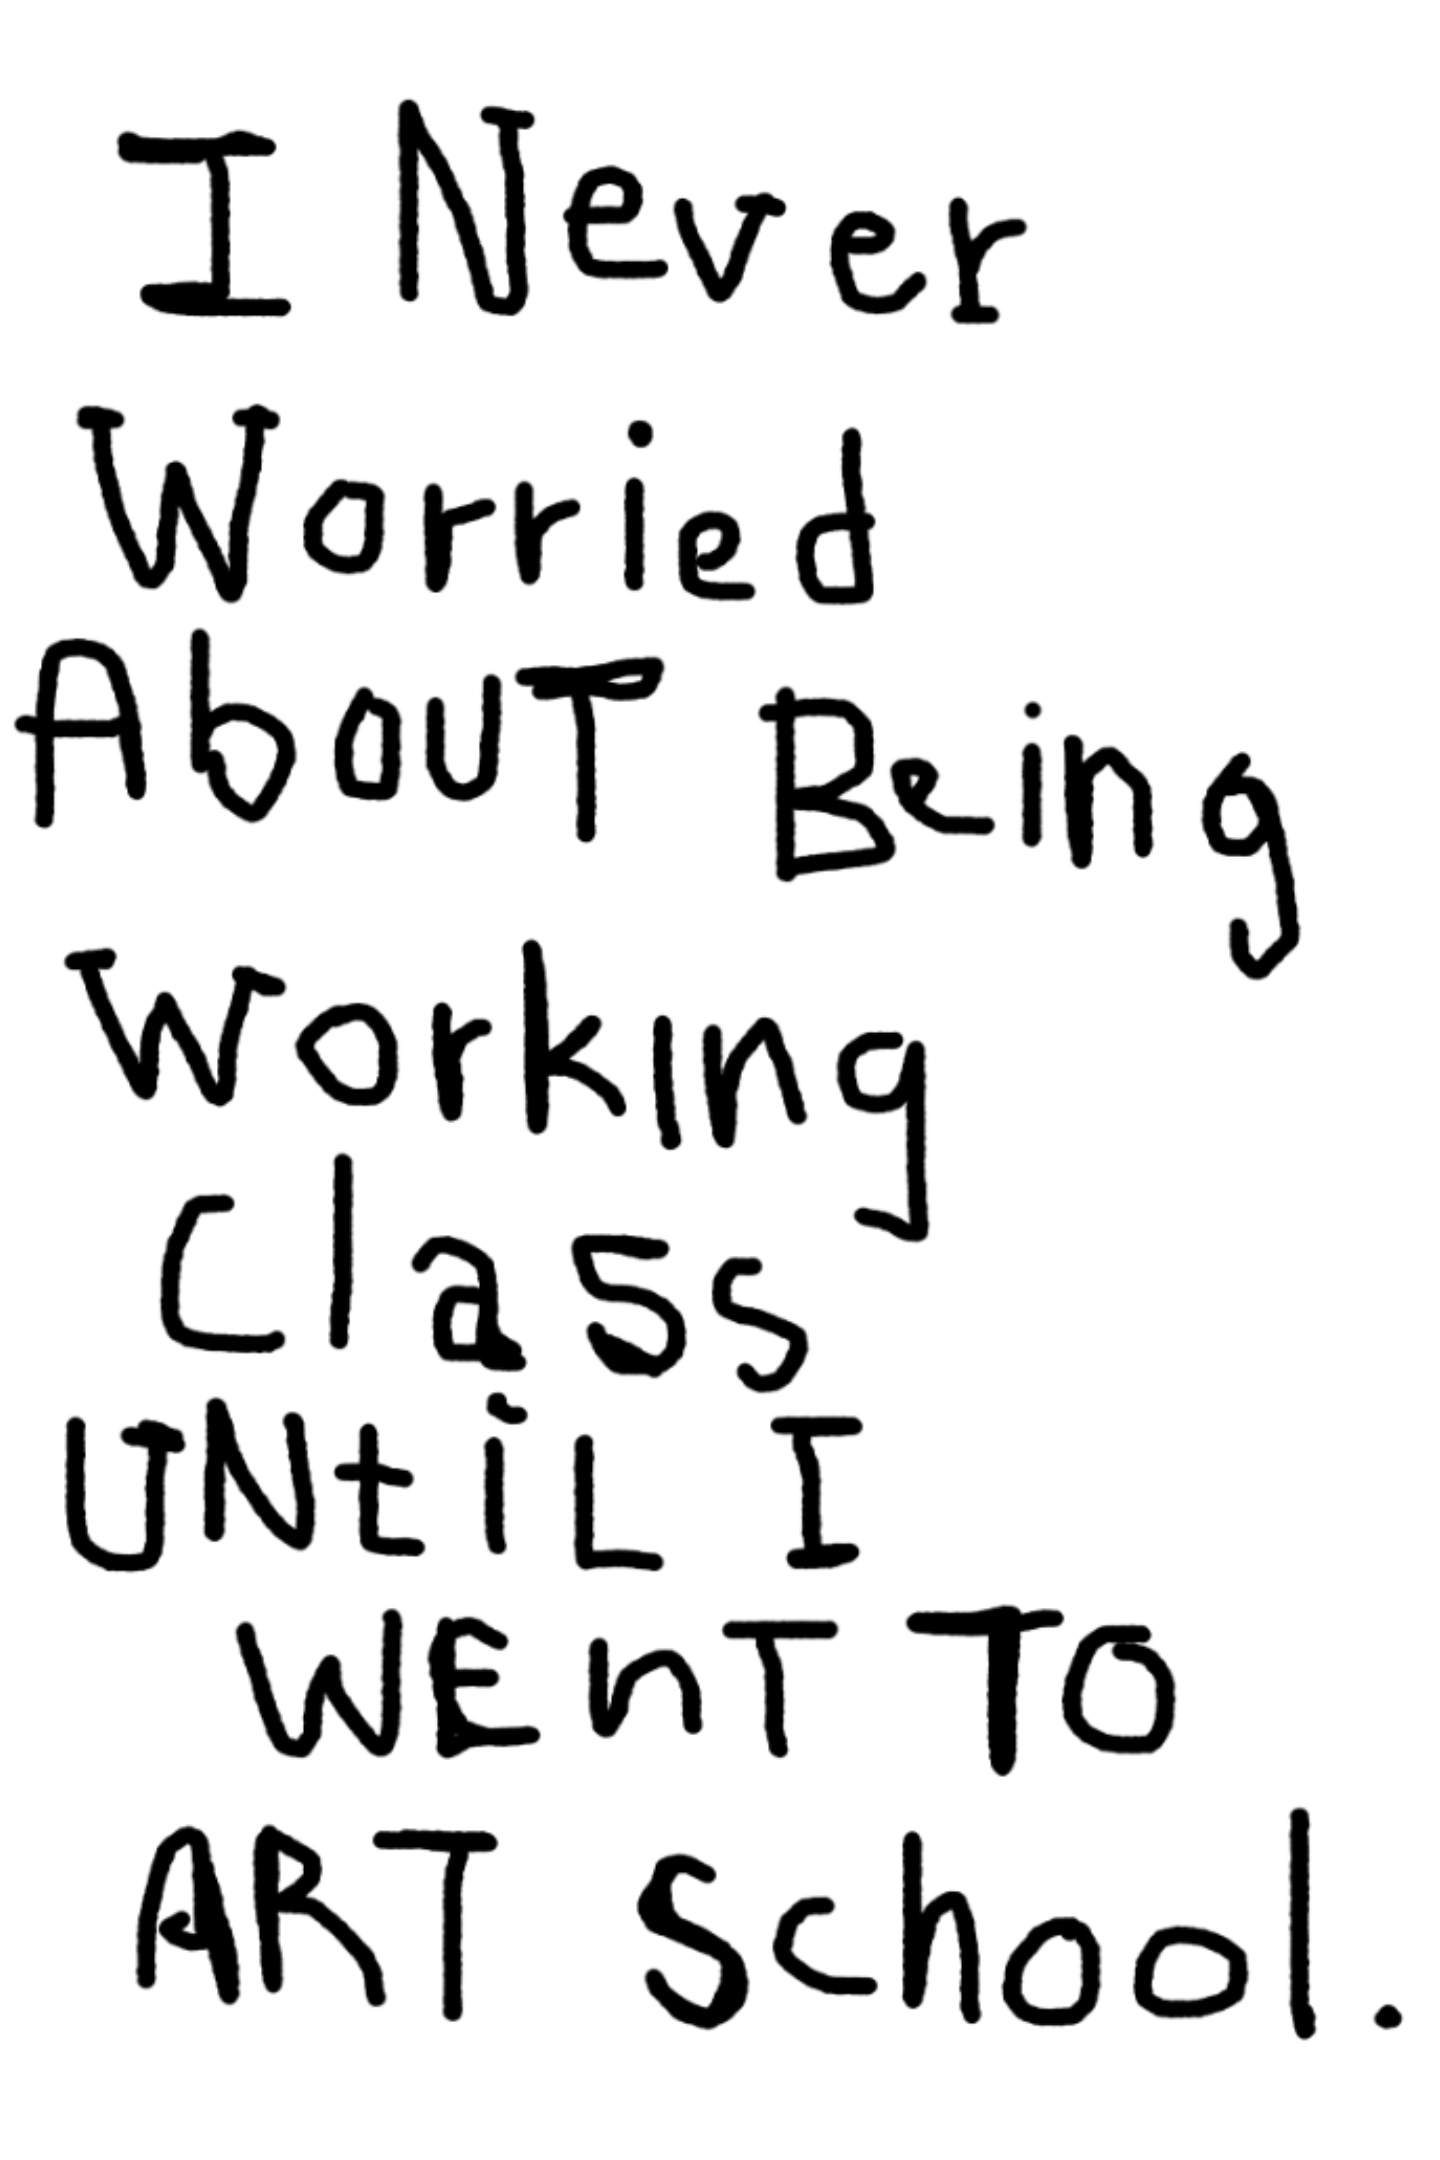 I Never
Worried
AbouT Being
Working
Class
UNtiL I
WEnT TO
ART School.